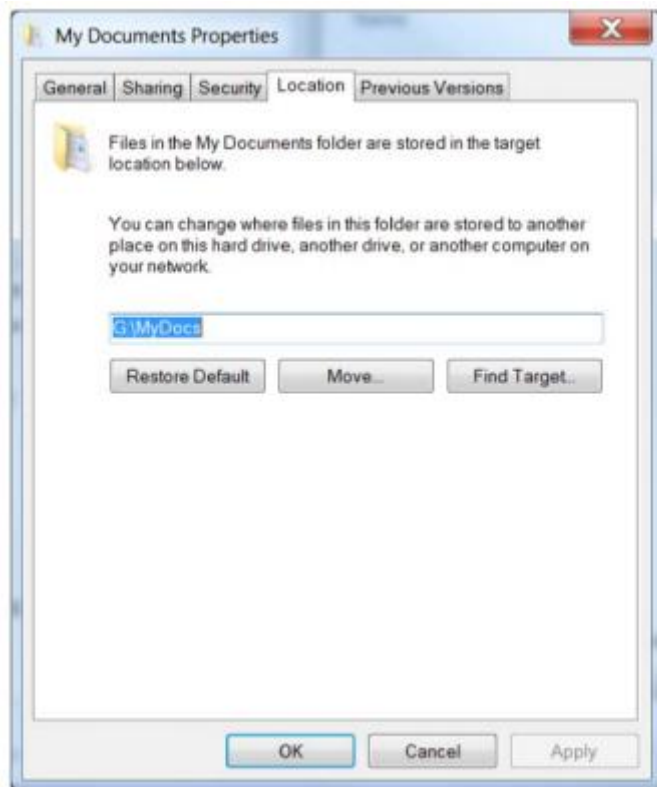 My Documents Properties
General Sharing Security Location Previous Versions
Files in the My Documents folder are stored in the target
location below.
You can change where files in this folder are stored to another
place on this hard drive, another drive, or another computer on
your network.
G:\MyDocs
Restore Default Move... Find Target...
OK Cancel Apply